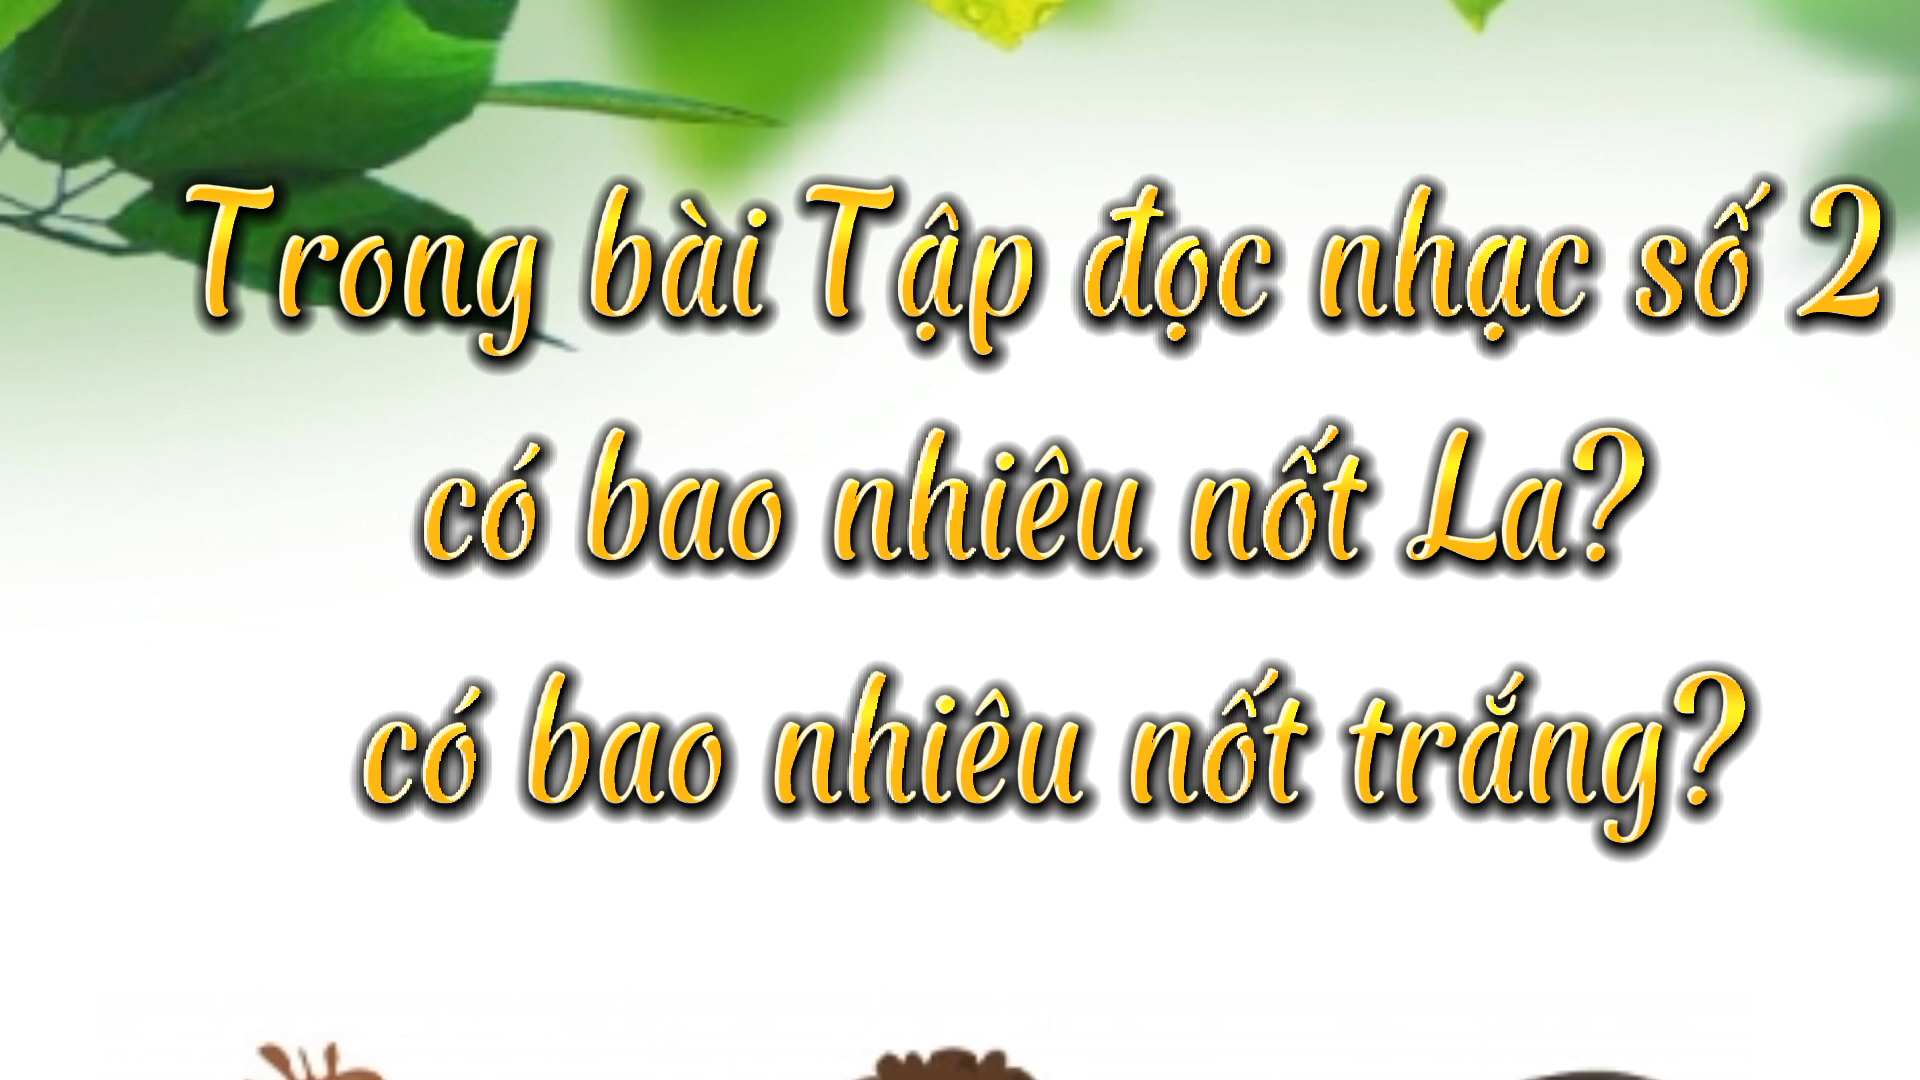 Trong bài Tập đọc nhạc số 2
có bao nhiêu nốt La?
có bao nhiêu nốt trắng?